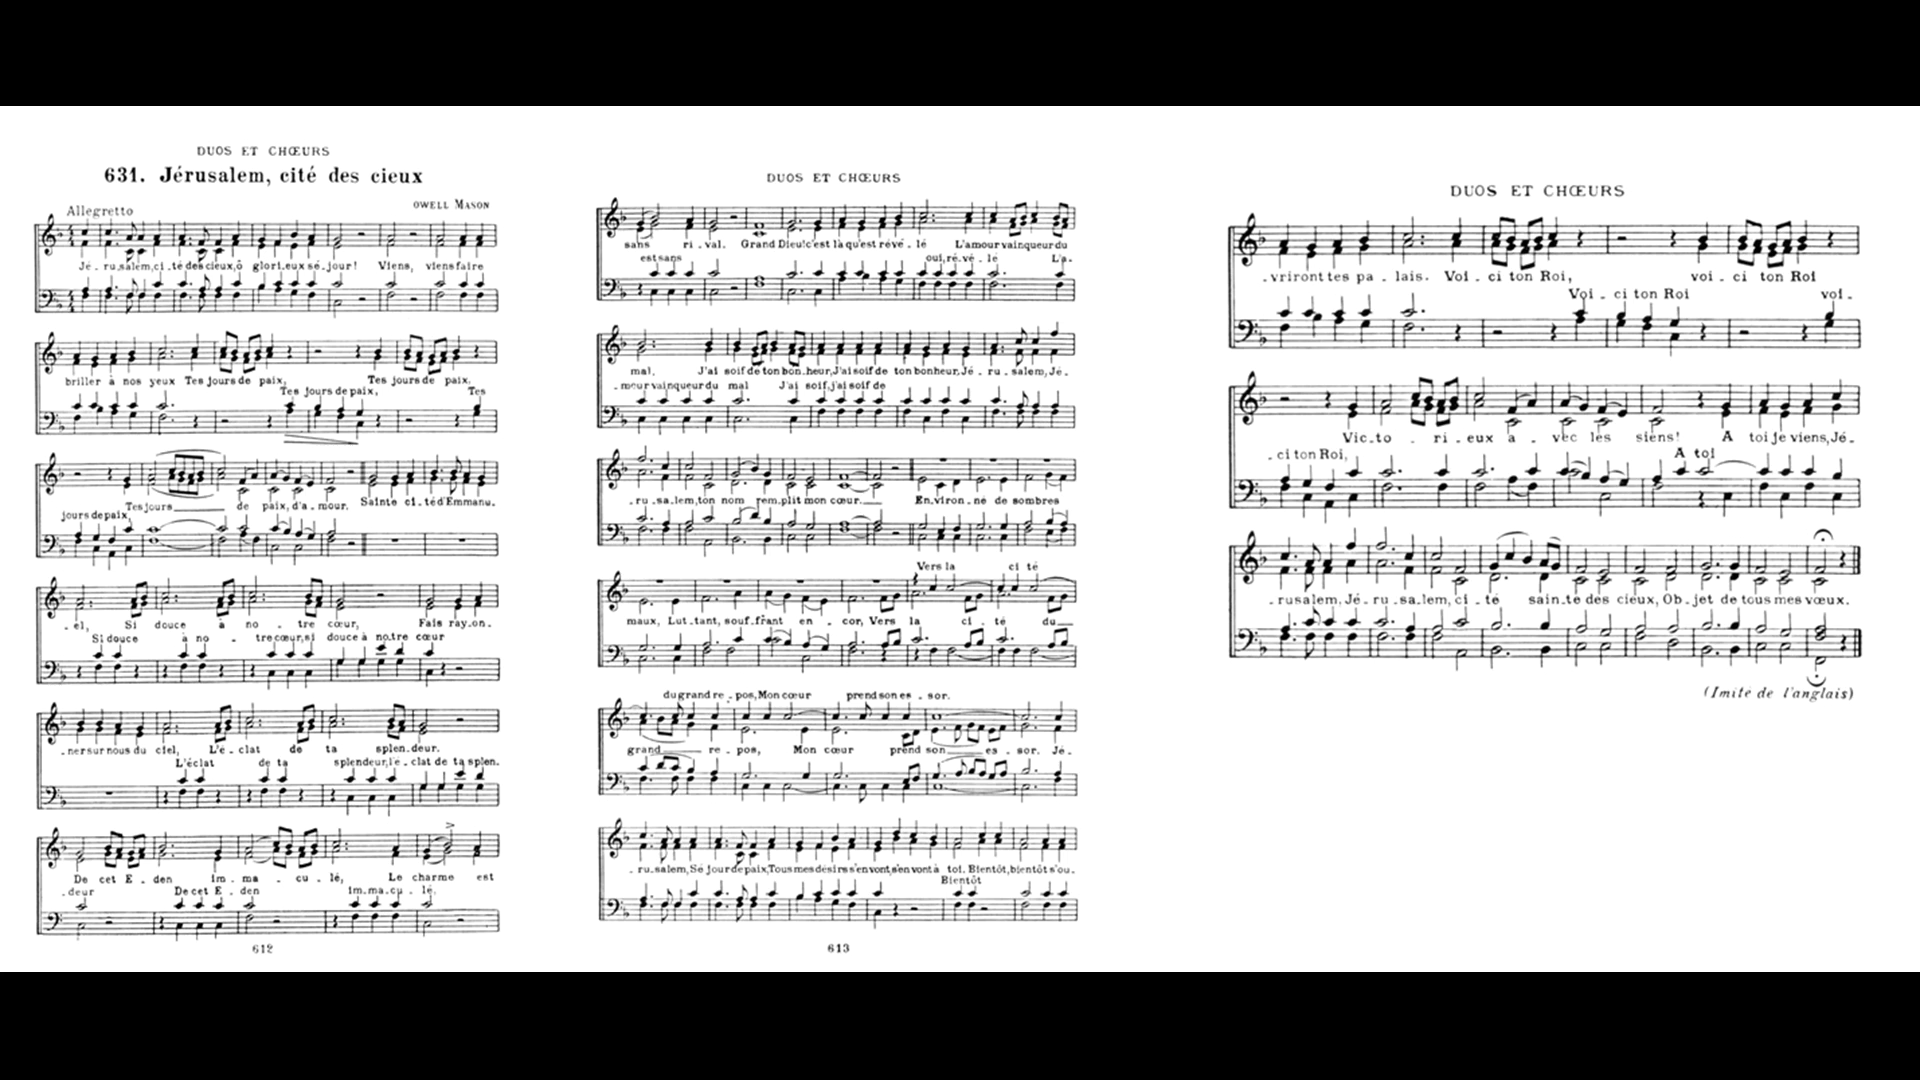 DUOS ET CHŒURS
631. Jérusalem, cité des cieux
Allegretto
OWELL MASON
Jé - ru.salem,ci.té des cieux,ô glori.eux sé.jour! Viens, viens faire
briller à nos yeux Tes jours de paix, Tes jours de paix.
Tes jours de paix, Tes
Tes jours de paix, d'a - mour. Sainte ci.té d'Emmanu.
jours de paix,
- el, Si douce à no - tre cœur, Fais ray.on.
Si douce à no - tre cœur,si douce à no.tre cœur
- ner sur nous du ciel, L'é - clat de ta splen.deur.
L'éclat de ta splendeur,l'é - clat de ta splen.
De cet E - den im - ma - cu - lé, Le charme est
- deur De cet E - den im.ma.cu - lé.
612
DUOS ET CHŒURS
sans ri - val. Grand Dieu!c'est là qu'est révé - lé L'amour vainqueur du
est sans oui,ré.vé - lé L'a-
mal. J'ai soif de ton bon.heur,J'ai soif de ton bonheur,Jé - ru - salem,Jé-
- mour vainqueur du mal J'ai soif,j'ai soif de
- ru - sa - lem,ton nom rem.plit mon cœur. En.viron - né de sombres
Vers la ci té
maux, Lut.tant, souf.frant en - cor, Vers la ci - té du
du grand re - pos, Mon cœur prend son es - sor.
grand re - pos, Mon cœur prend son es - sor. Jé-
- ru.salem,Sé jour de paix,Tous mes désirs s'en vont,s'en vont à toi. Bientôt,bientôt s'ou.
Bientôt
613
DUOS ET CHŒURS
- vriront tes pa - lais. Voi - ci ton Roi, voi - ci ton Roi
Voi - ci ton Roi voi-
Vic.to - ri - eux a - vec les siens! A toi je viens,Jé-
- ci ton Roi, A toi
- rusalem, Jé - ru - sa - lem, ci - té sain.te des cieux, Ob - jet de tous mes vœux.
(Imité de l'anglais)